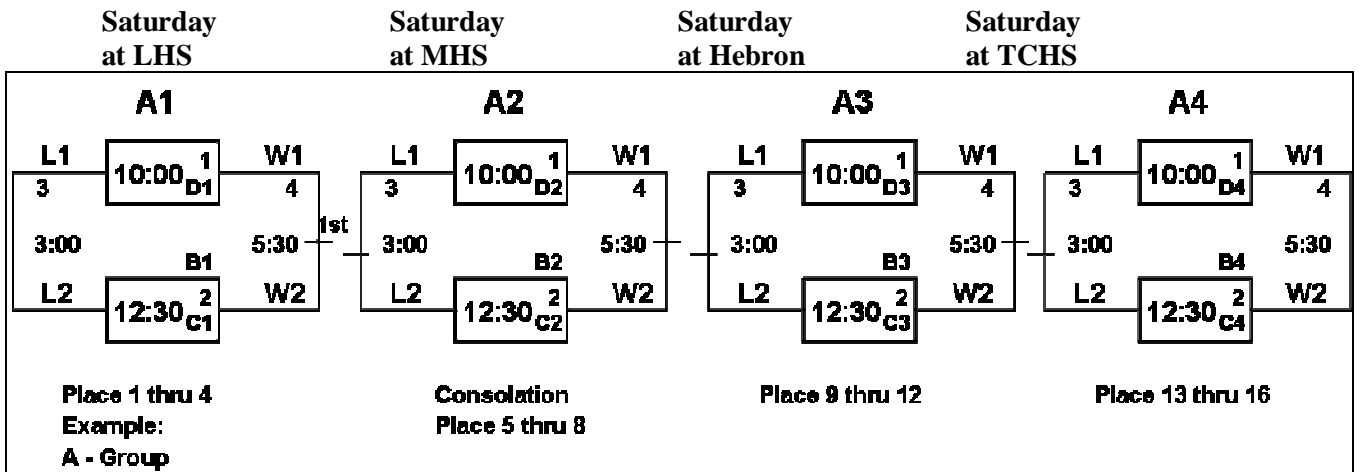 Saturday Saturday Saturday Saturday
at LHS at MHS at Hebron at TCHS
A1 A2 A3 A4
L1 10:00 1 W1 L1 10:00 1 W1 L1 10:00 1 W1 L1 10:00 1 W1
3 D1 4 3 D2 4 3 D3 4 3 D4 4
1st
3:00 5:30 3:00 5:30 3:00 5:30 3:00 5:30
B1 B2 B3 B4
L2 12:30 2 W2 L2 12:30 2 W2 L2 12:30 2 W2 L2 12:30 2 W2
C1 C2 C3 C4
Place 1 thru 4 Consolation Place 9 thru 12 Place 13 thru 16
Example: Place 5 thru 8
A - Group